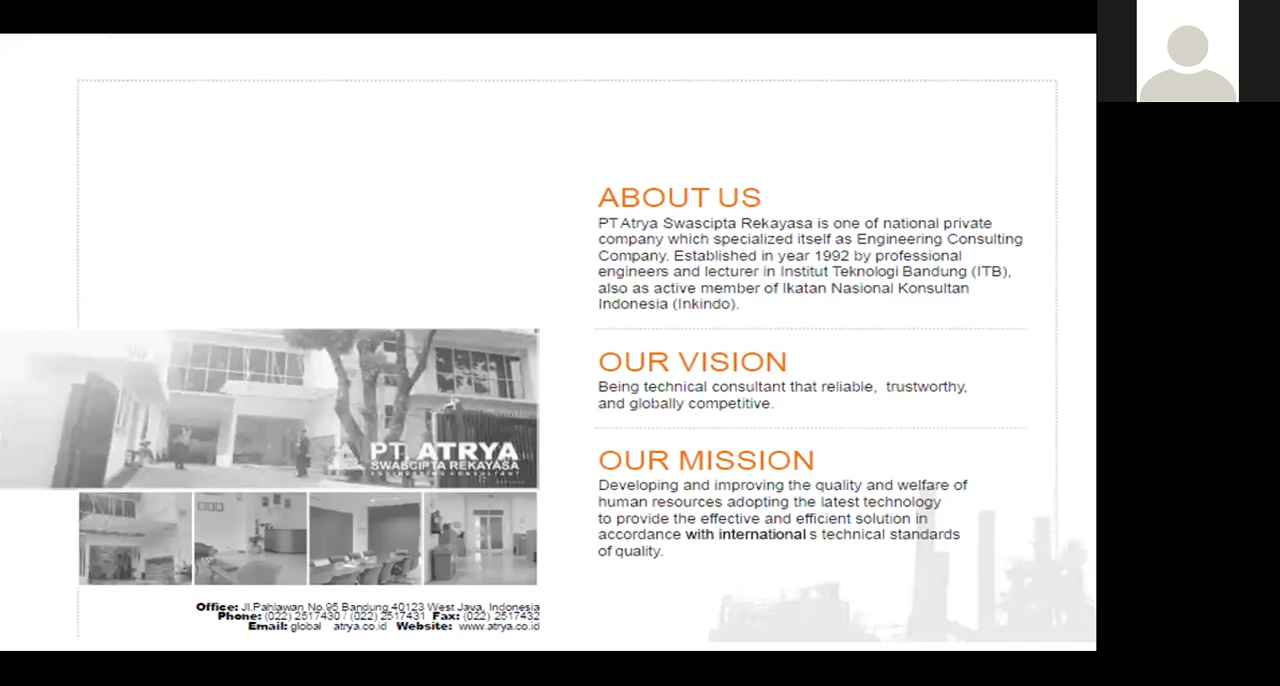 ABOUT US
PT Atrya Swascipta Rekayasa is one of national private
company which specialized itself as Engineering Consulting
Company. Established in year 1992 by professional
engineers and lecturer in Institut Teknologi Bandung (ITB),
also as active member of Ikatan Nasional Konsultan
Indonesia (Inkindo).
OUR VISION
Being technical consultant that reliable, trustworthy,
and globally competitive.
OUR MISSION
Developing and improving the quality and welfare of
human resources adopting the latest technology
to provide the effective and efficient solution in
accordance with international s technical standards
of quality.
PT. ATRYA
SWASCIPTA REKAYASA
ENGINEERING CONSULTANT
Office: Jl.Pahlawan No.95 Bandung 40123 West Java, Indonesia
Phone: (022) 2517430 / (022) 2517431 Fax: (022) 2517432
Email: global atrya.co.id Website: www.atrya.co.id